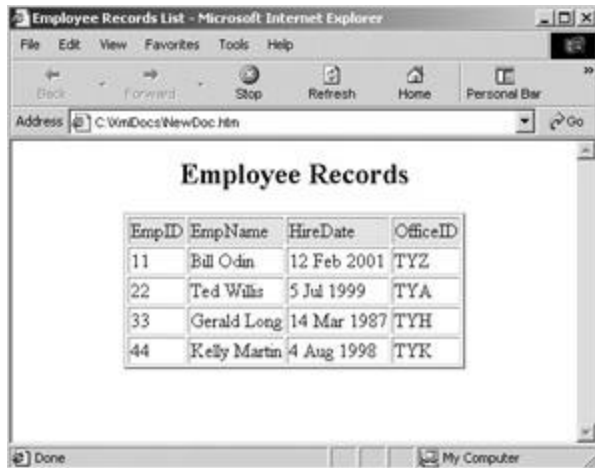 Employee Records List - Microsoft Internet Explorer
File Edit View Favorites Tools Help
Back Forward Stop Refresh Home Personal Bar »
Address C:\XmlDocs\NewDoc.htm Go
Employee Records
EmpID EmpName HireDate OfficeID
11 Bill Odin 12 Feb 2001 TYZ
22 Ted Willis 5 Jul 1999 TYA
33 Gerald Long 14 Mar 1987 TYH
44 Kelly Martin 4 Aug 1998 TYK
Done My Computer